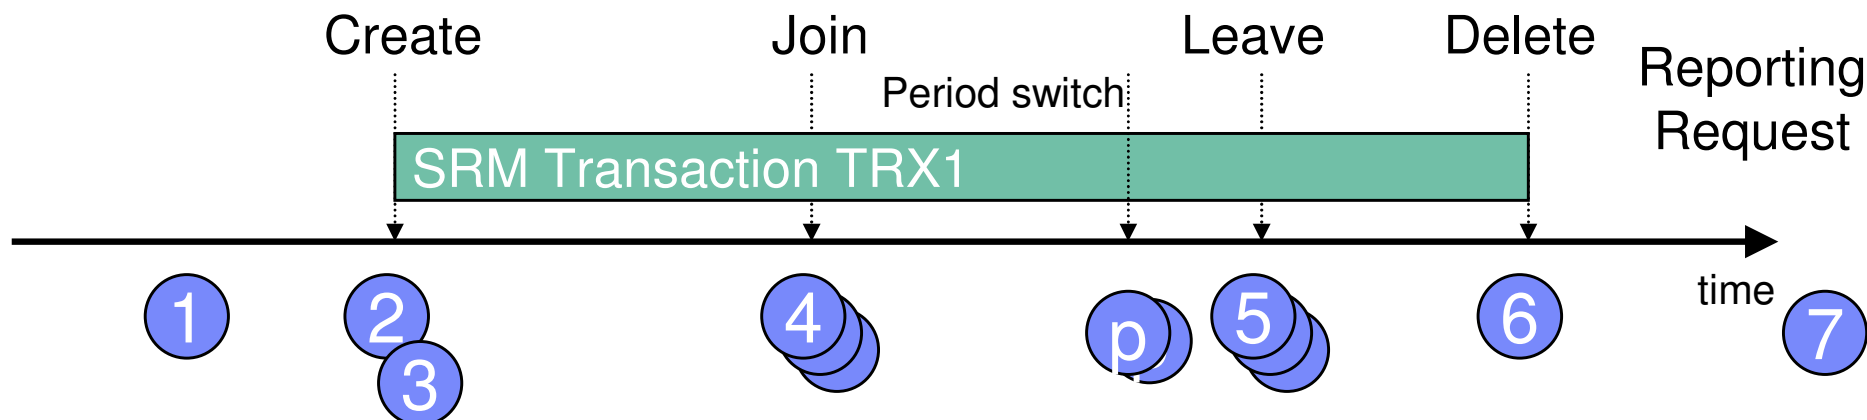 Create
Join
Leave
Delete
Reporting
Request
Period switch
SRM Transaction TRX1
time
1
2
3
4
p
5
6
7